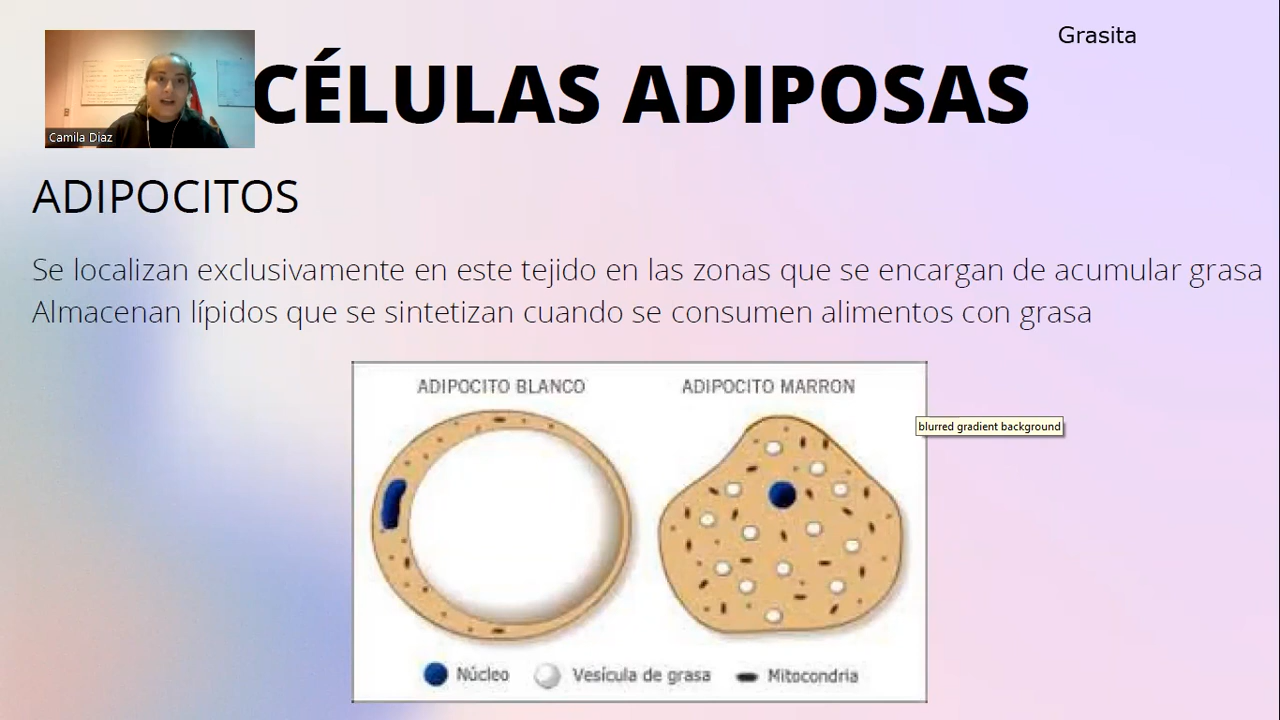 Grasita
CÉLULAS ADIPOSAS
Camila Diaz
ADIPOCITOS
Se localizan exclusivamente en este tejido en las zonas que se encargan de acumular grasa
Almacenan lípidos que se sintetizan cuando se consumen alimentos con grasa
ADIPOCITO BLANCO
ADIPOCITO MARRON
blurred gradient background
Núcleo
Vesícula de grasa
Mitocondria